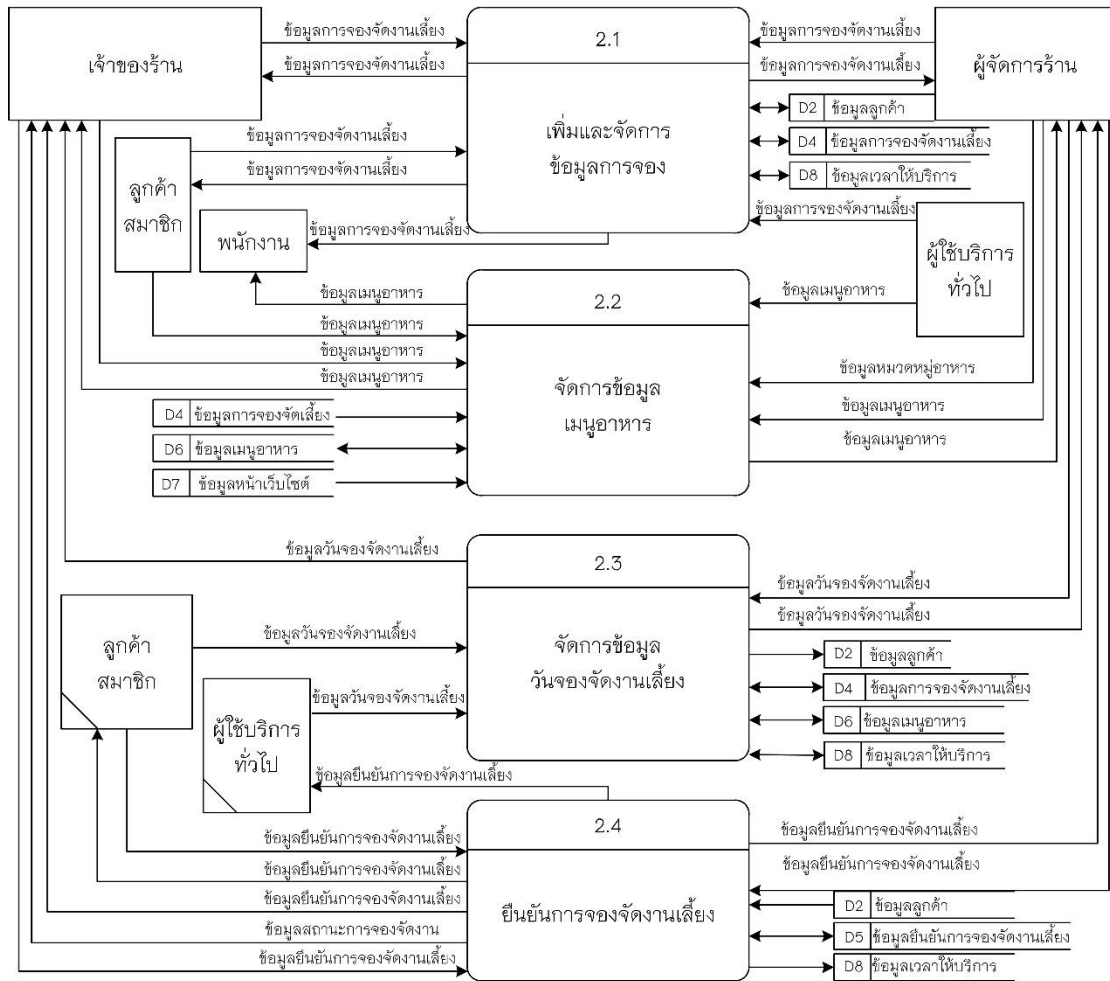 เจ้าของร้าน
ข้อมูลการจองจัดงานเลี้ยง
ข้อมูลการจองจัดงานเลี้ยง
2.1
เพิ่มและจัดการ
ข้อมูลการจอง
ข้อมูลการจองจัดงานเลี้ยง
ข้อมูลการจองจัดงานเลี้ยง
ผู้จัดการร้าน
D2 ข้อมูลลูกค้า
D4 ข้อมูลการจองจัดงานเลี้ยง
D8 ข้อมูลเวลาให้บริการ
ลูกค้า
สมาชิก
ข้อมูลการจองจัดงานเลี้ยง
ข้อมูลการจองจัดงานเลี้ยง
พนักงาน
ข้อมูลการจองจัดงานเลี้ยง
ข้อมูลการจองจัดงานเลี้ยง
ผู้ใช้บริการ
ทั่วไป
2.2
จัดการข้อมูล
เมนูอาหาร
ข้อมูลเมนูอาหาร
ข้อมูลเมนูอาหาร
ข้อมูลเมนูอาหาร
ข้อมูลเมนูอาหาร
ข้อมูลเมนูอาหาร
ข้อมูลหมวดหมู่อาหาร
ข้อมูลเมนูอาหาร
ข้อมูลเมนูอาหาร
D4 ข้อมูลการจองจัดเลี้ยง
D6 ข้อมูลเมนูอาหาร
D7 ข้อมูลหน้าเว็บไซต์
ข้อมูลวันจองจัดงานเลี้ยง
2.3
จัดการข้อมูล
วันจองจัดงานเลี้ยง
ข้อมูลวันจองจัดงานเลี้ยง
ข้อมูลวันจองจัดงานเลี้ยง
ลูกค้า
สมาชิก
ข้อมูลวันจองจัดงานเลี้ยง
D2 ข้อมูลลูกค้า
D4 ข้อมูลการจองจัดงานเลี้ยง
D6 ข้อมูลเมนูอาหาร
D8 ข้อมูลเวลาให้บริการ
ผู้ใช้บริการ
ทั่วไป
ข้อมูลวันจองจัดงานเลี้ยง
ข้อมูลยืนยันการจองจัดงานเลี้ยง
2.4
ยืนยันการจองจัดงานเลี้ยง
ข้อมูลยืนยันการจองจัดงานเลี้ยง
ข้อมูลยืนยันการจองจัดงานเลี้ยง
ข้อมูลยืนยันการจองจัดงานเลี้ยง
ข้อมูลสถานะการจองจัดงาน
ข้อมูลยืนยันการจองจัดงานเลี้ยง
ข้อมูลยืนยันการจองจัดงานเลี้ยง
ข้อมูลยืนยันการจองจัดงานเลี้ยง
D2 ข้อมูลลูกค้า
D5 ข้อมูลยืนยันการจองจัดงานเลี้ยง
D8 ข้อมูลเวลาให้บริการ